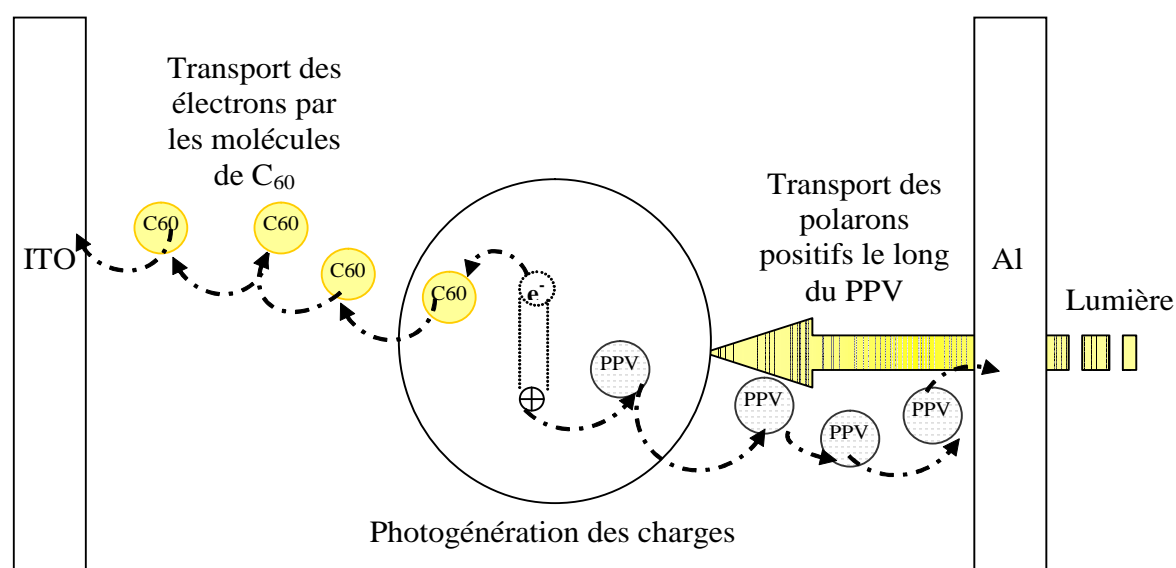 Transport des
électrons par
les molécules
de C₆₀
Transport des
polarons
positifs le long
du PPV
ITO
Al
Lumière
C60
C60
C60
C60
e⁻
PPV
PPV
PPV
PPV
Photogénération des charges